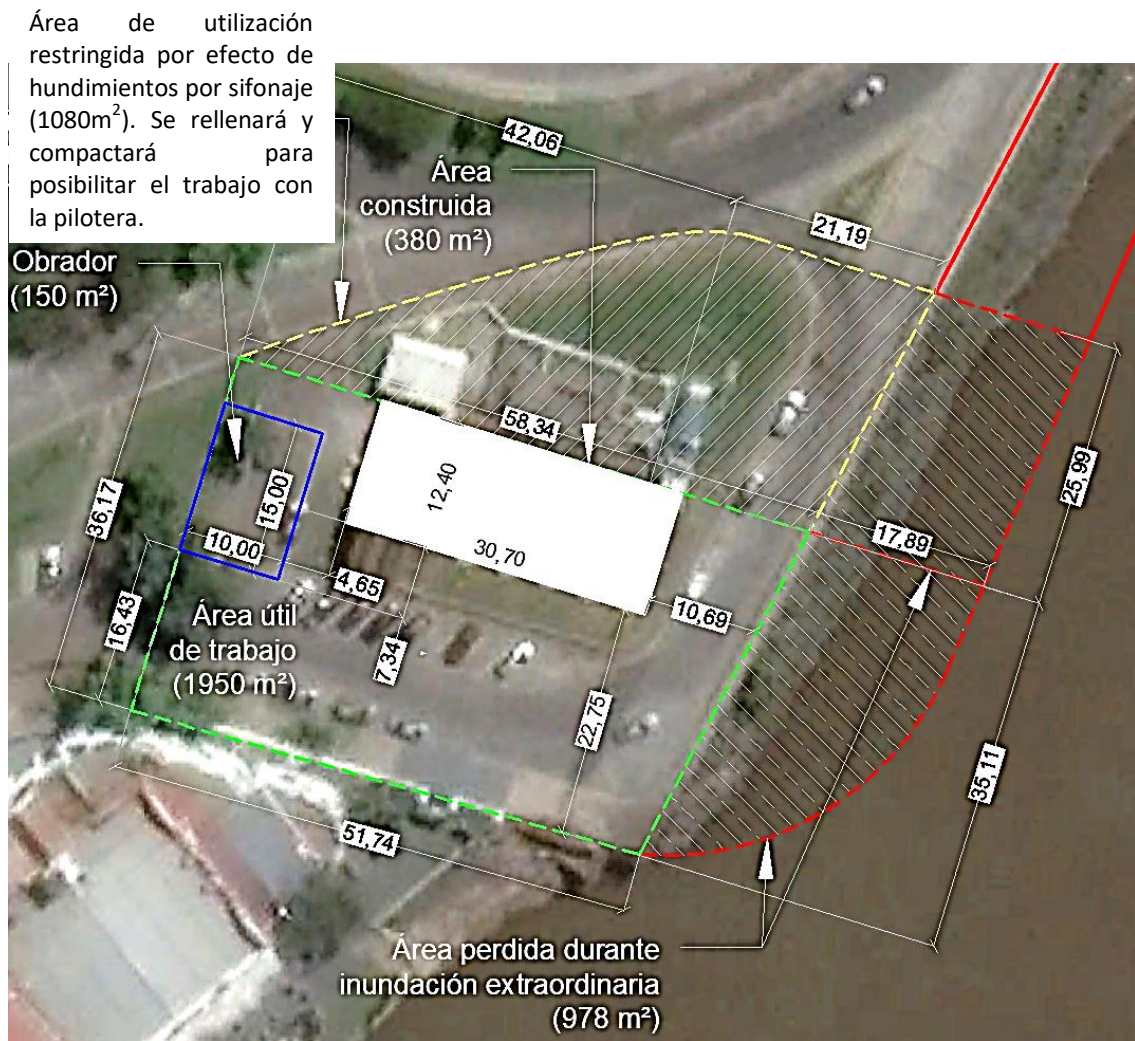 Área de utilización
restringida por efecto de
hundimientos por sifonaje
(1080m²). Se rellenará y
compactará para
posibilitar el trabajo con
la pilotera.
42,06
Área
construida
(380 m²)
21,19
Obrador
(150 m²)
58,34
12,40
30,70
15,00
10,00
4,65
36,17
16,43
Área útil
de trabajo
(1950 m²)
7,34
10,69
17,89
25,99
22,75
35,11
51,74
Área perdida durante
inundación extraordinaria
(978 m²)